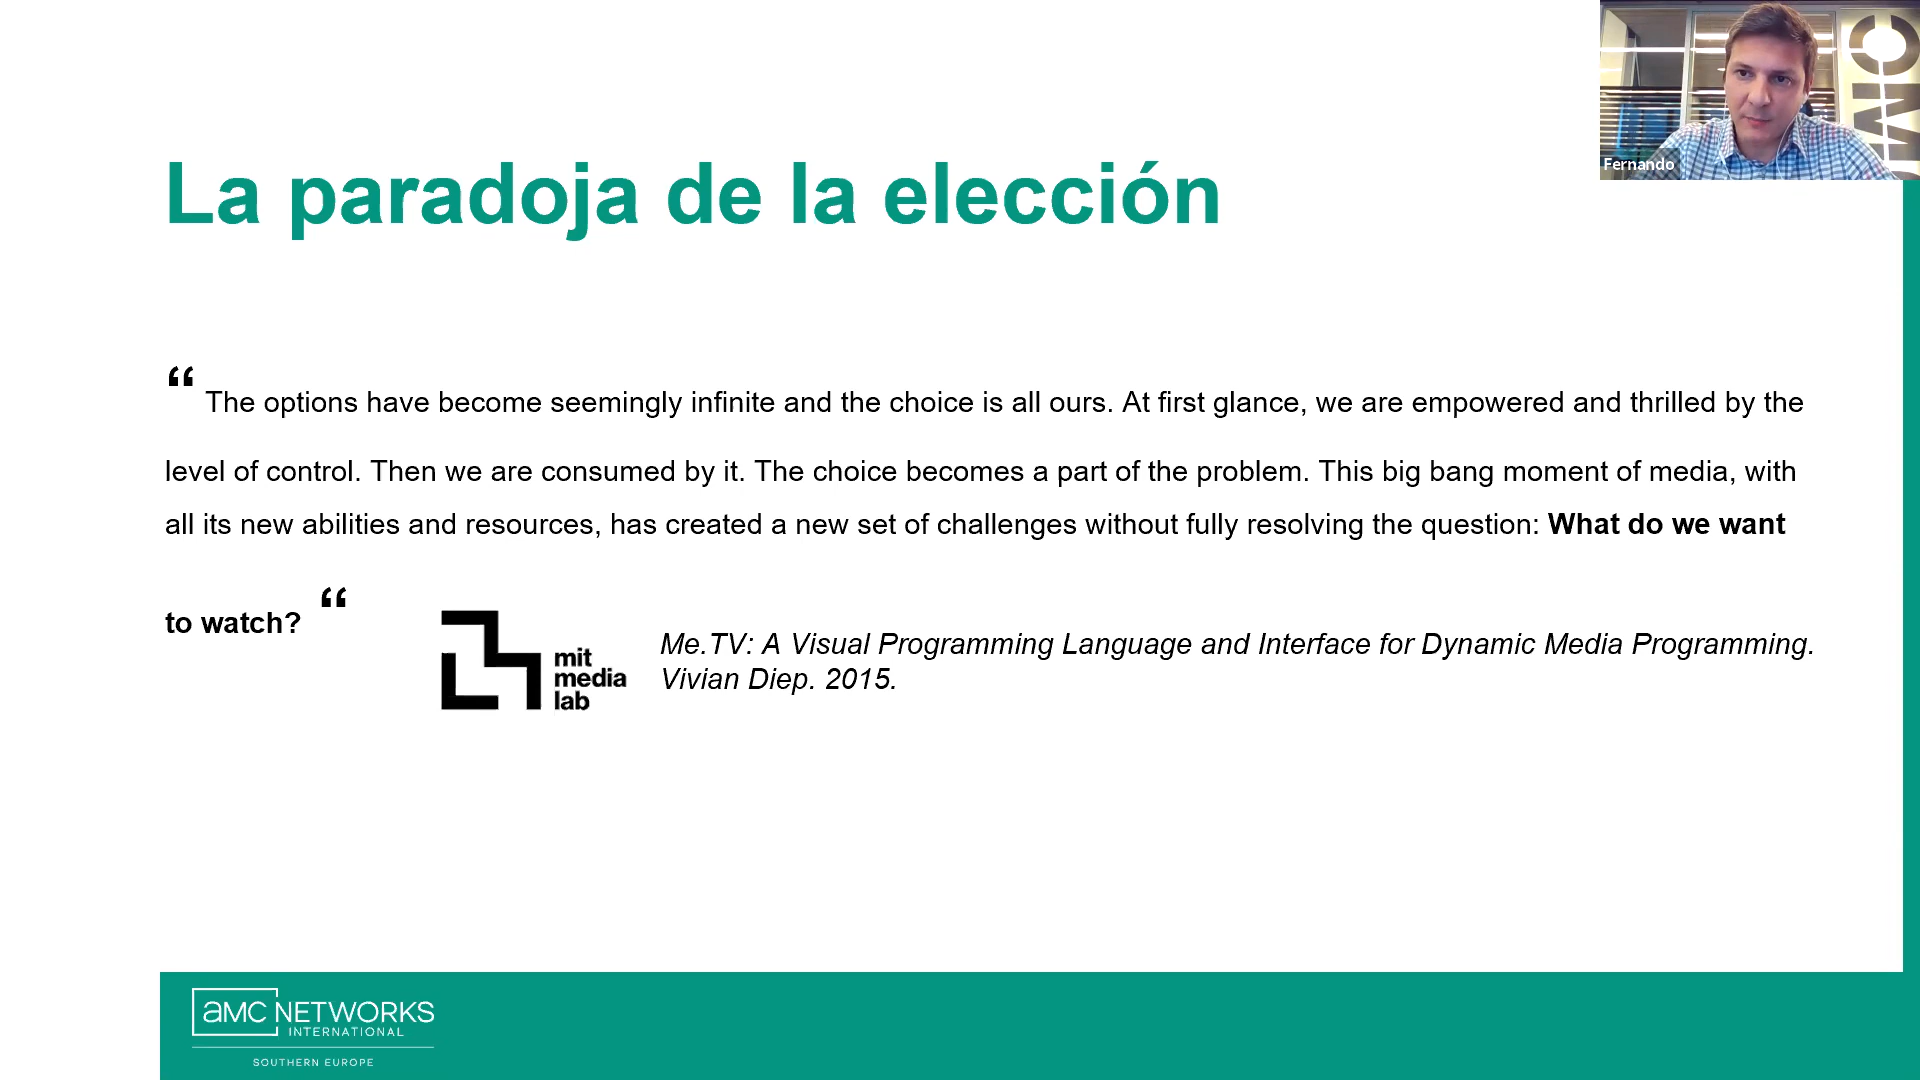 Fernando
La paradoja de la elección
“ The options have become seemingly infinite and the choice is all ours. At first glance, we are empowered and thrilled by the
level of control. Then we are consumed by it. The choice becomes a part of the problem. This big bang moment of media, with
all its new abilities and resources, has created a new set of challenges without fully resolving the question: What do we want
to watch? “
mit
media
lab
Me.TV: A Visual Programming Language and Interface for Dynamic Media Programming.
Vivian Diep. 2015.
aMC NETWORKS
INTERNATIONAL
SOUTHERN EUROPE